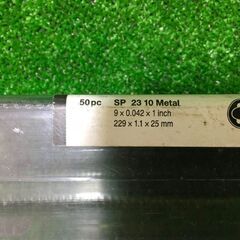 50pc SP 23 10 Metal
9 x 0.042 x 1 inch
229 x 1.1 x 25 mm